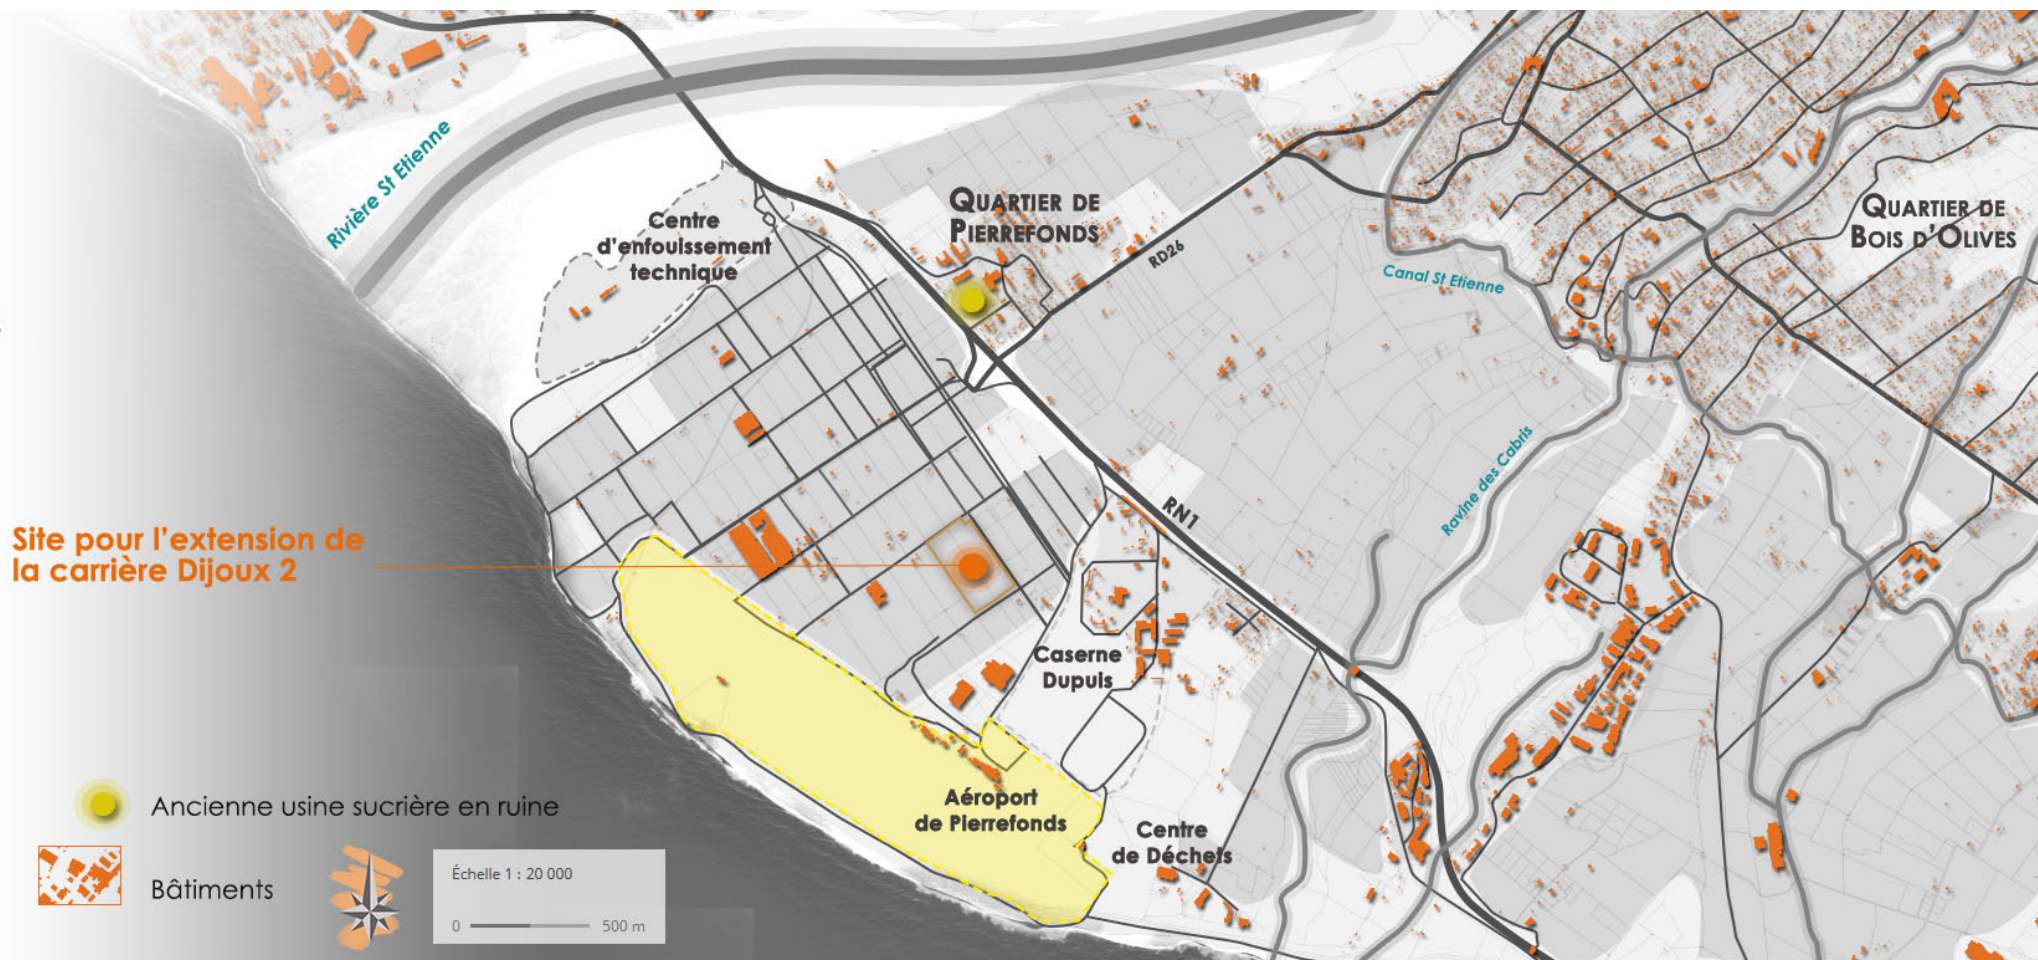 Rivière St Etienne
Centre
d'enfouissement
technique
QUARTIER DE
PIERREFONDS
RD26
Canal St Etienne
QUARTIER DE
BOIS D'OLIVES
Ravine des Cabris
RN1
Site pour l'extension de
la carrière Dijoux 2
Caserne
Dupuis
Aéroport
de Pierrefonds
Centre
de Déchets
Ancienne usine sucrière en ruine
Bâtiments
Échelle 1 : 20 000
0 500 m